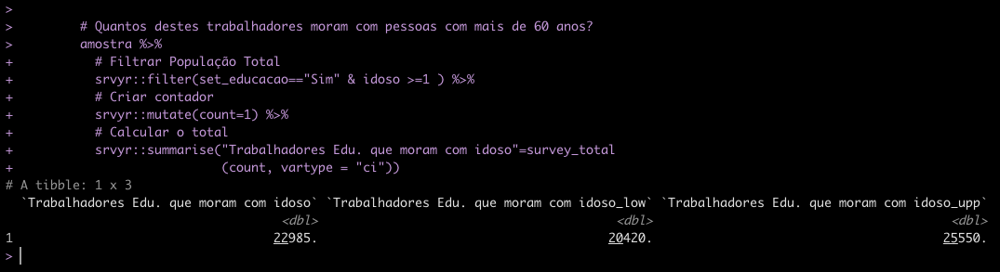 >
> # Quantos destes trabalhadores moram com pessoas com mais de 60 anos?
> amostra %>%
+ # Filtrar População Total
+ srvyr::filter(set_educacao=="Sim" & idoso >=1 ) %>%
+ # Criar contador
+ srvyr::mutate(count=1) %>%
+ # Calcular o total
+ srvyr::summarise("Trabalhadores Edu. que moram com idoso"=survey_total
+ (count, vartype = "ci"))
# A tibble: 1 x 3
`Trabalhadores Edu. que moram com idoso` `Trabalhadores Edu. que moram com idoso_low` `Trabalhadores Edu. que moram com idoso_upp`
<dbl> <dbl> <dbl>
1 22985. 20420. 25550.
>